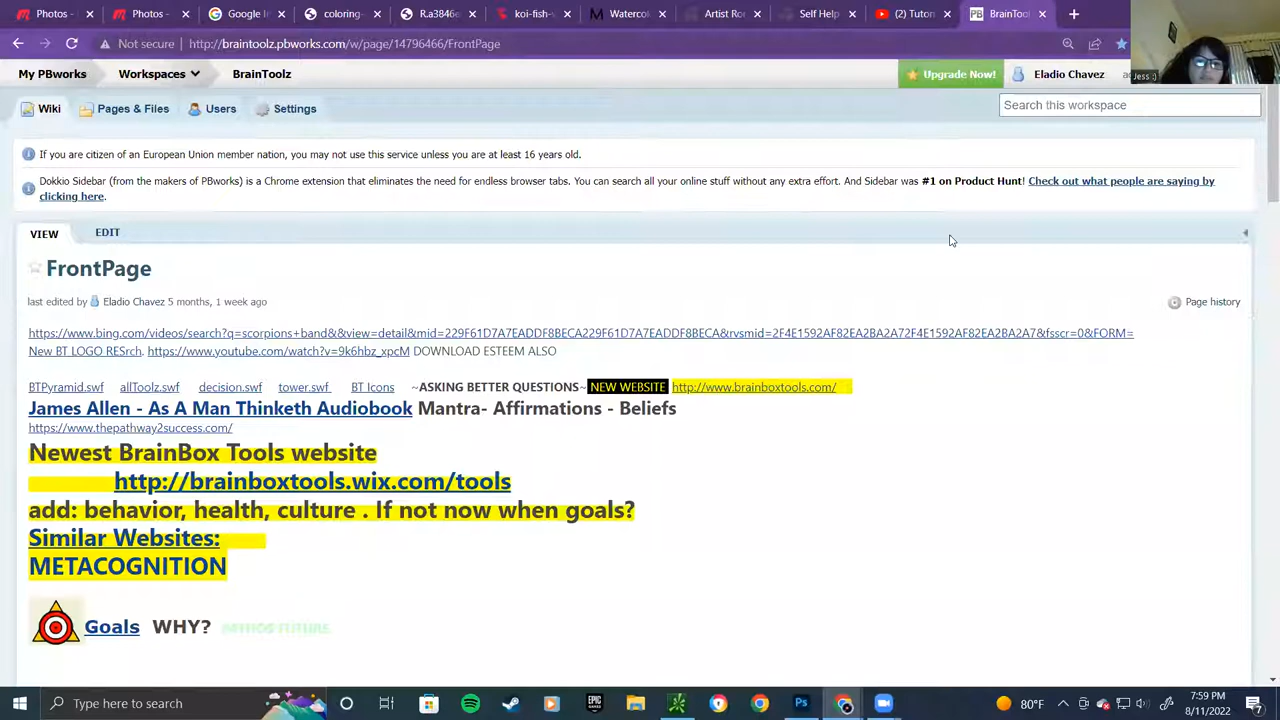 Photos -
Photos -
Google I
coloring-
R.a3846
koi-fish-
Waterco
Artist Ro
Self Help
(2) Tuto
BrainToo
Not secure
http://braintoolz.pbworks.com/w/page/14796466/FrontPage
Jess :)
My PBworks
Workspaces
BrainToolz
Upgrade Now!
Eladio Chavez
Wiki
Pages & Files
Users
Settings
Search this workspace
If you are citizen of an European Union member nation, you may not use this service unless you are at least 16 years old.
Dokkio Sidebar (from the makers of PBworks) is a Chrome extension that eliminates the need for endless browser tabs. You can search all your online stuff without any extra effort. And Sidebar was #1 on Product Hunt! Check out what people are saying by
clicking here.
VIEW
EDIT
FrontPage
last edited by Eladio Chavez 5 months, 1 week ago
Page history
https://www.bing.com/videos/search?q=scorpions+band&&view=detail&mid=229F61D7A7EADDF8BECA229F61D7A7EADDF8BECA&rvsmid=2F4E1592AF82EA2BA2A72F4E1592AF82EA2BA2A7&fsscr=0&FORM=
New BT LOGO RESrch. https://www.youtube.com/watch?v=9k6hbz_xpcM DOWNLOAD ESTEEM ALSO
BTPyramid.swf allToolz.swf decision.swf tower.swf BT Icons ~ASKING BETTER QUESTIONS~ NEW WEBSITE http://www.brainboxtools.com/
James Allen - As A Man Thinketh Audiobook Mantra- Affirmations - Beliefs
https://www.thepathway2success.com/
Newest BrainBox Tools website
http://brainboxtools.wix.com/tools
add: behavior, health, culture . If not now when goals?
Similar Websites:
METACOGNITION
Goals WHY?
Type here to search
EPIC GAMES
Ps
80°F
7:59 PM
8/11/2022